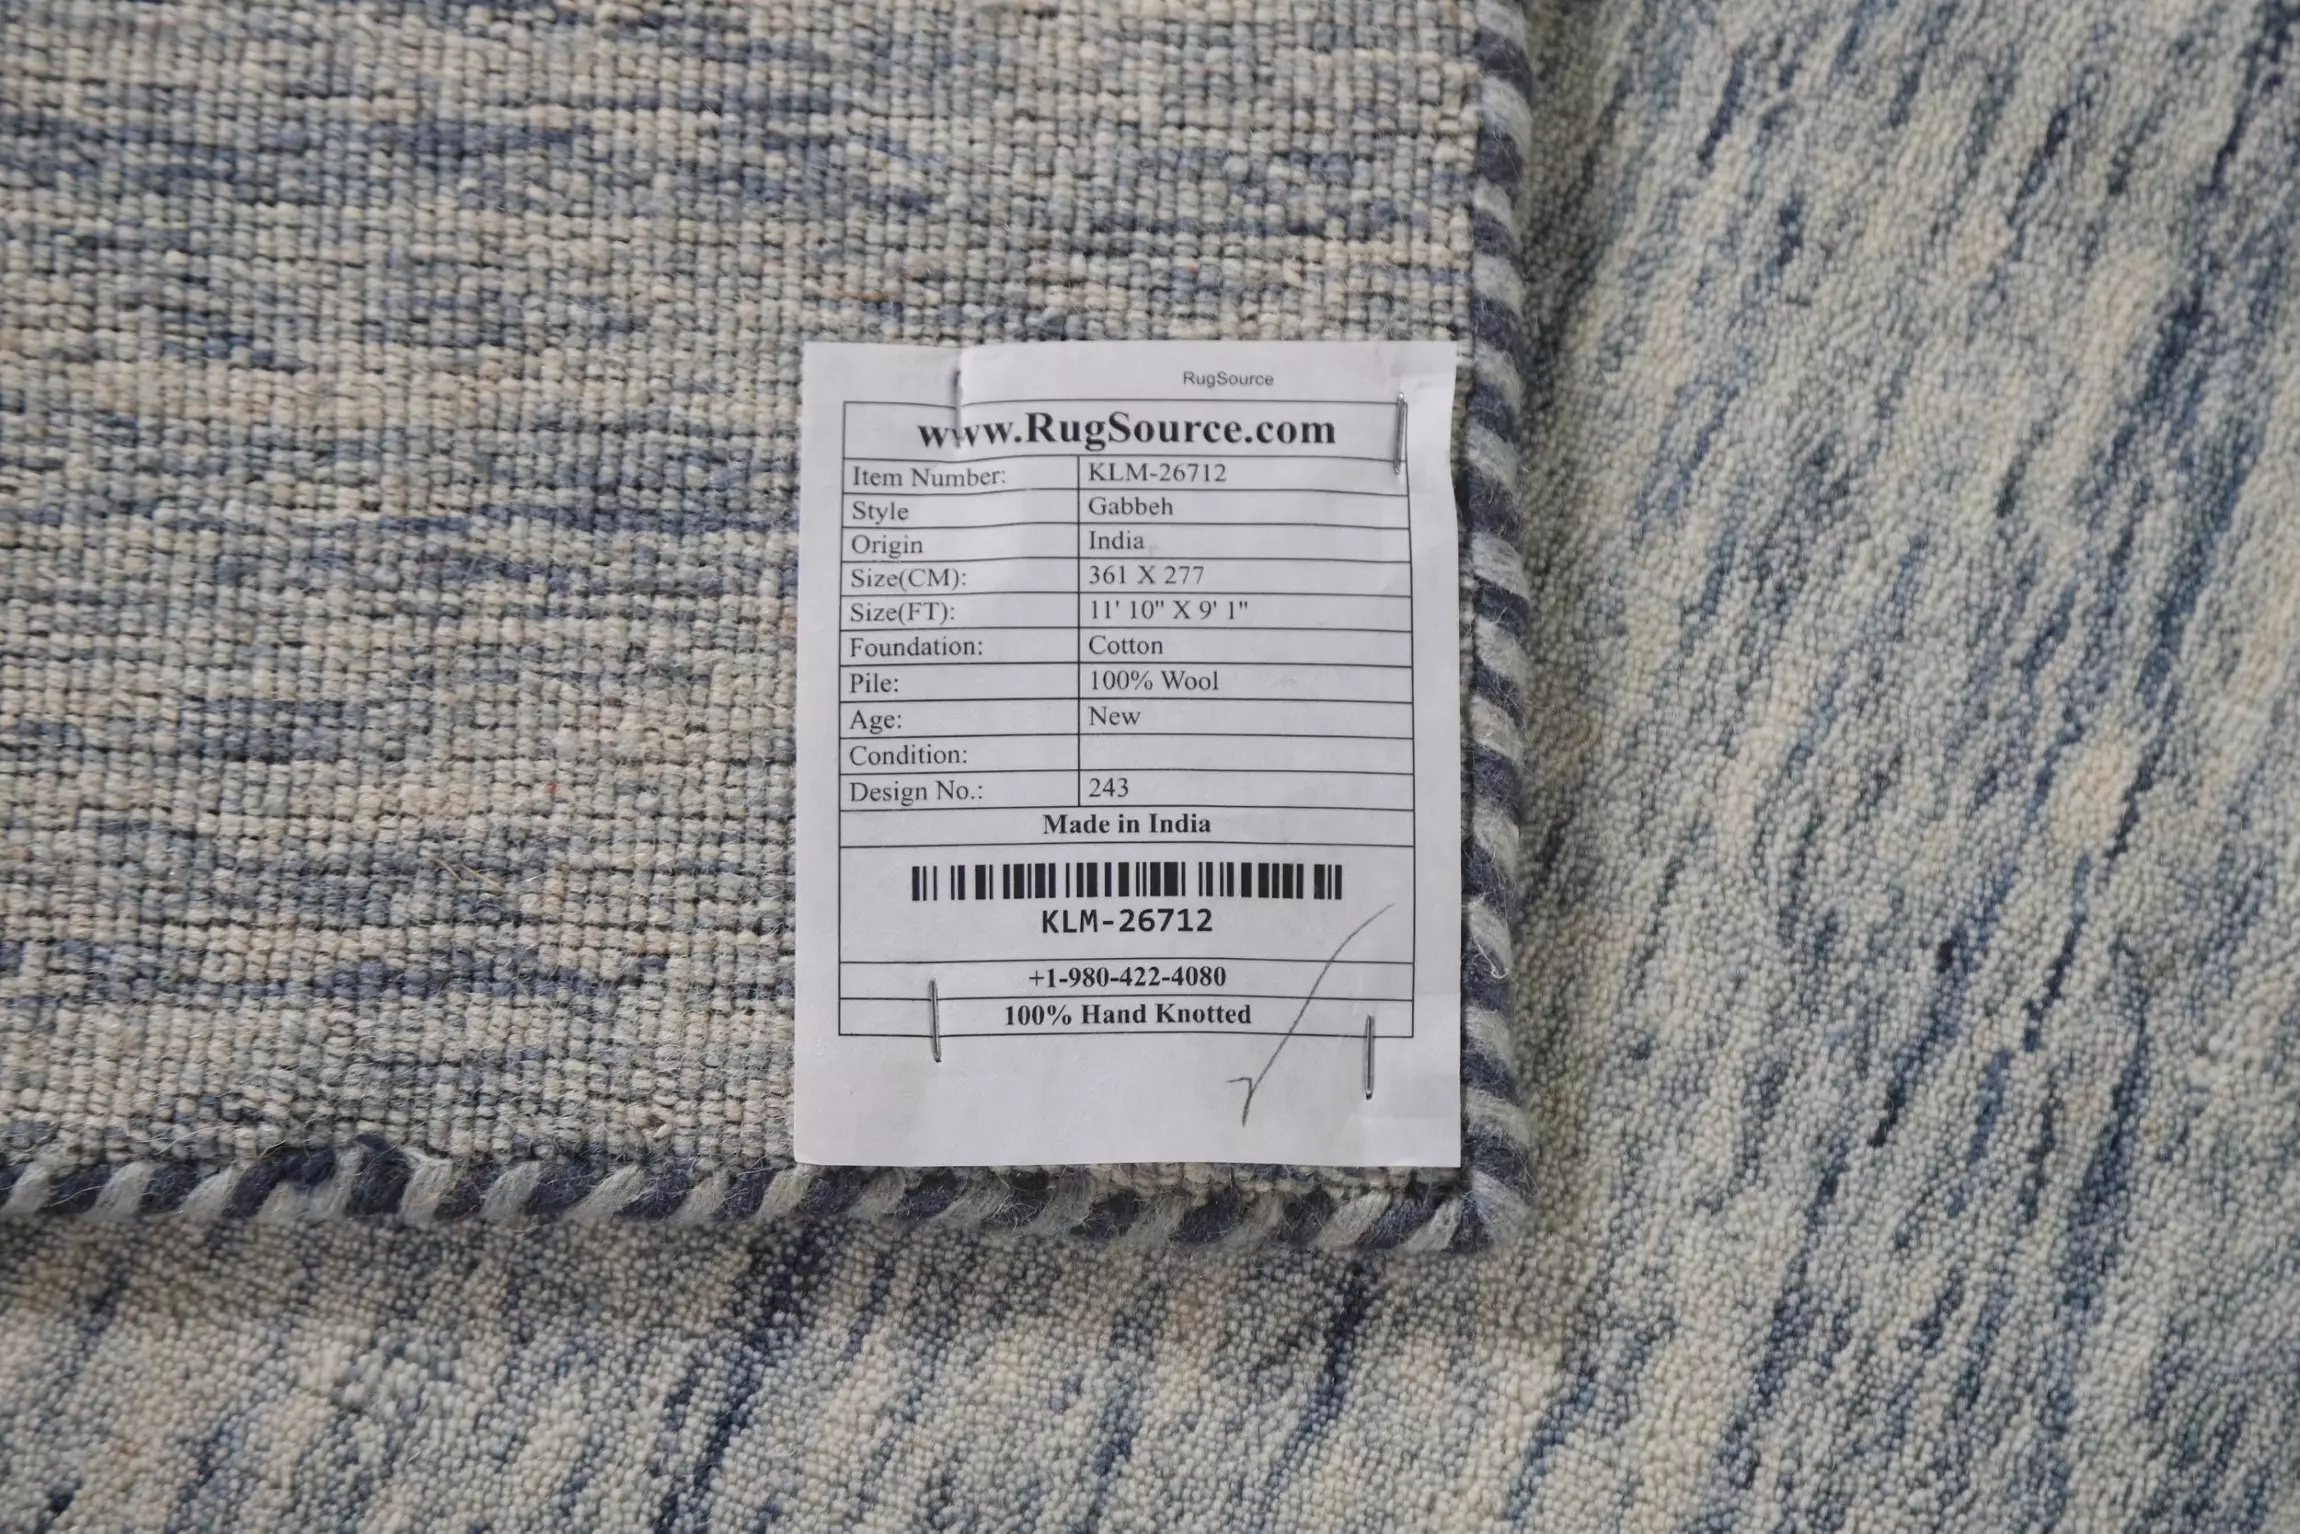 RugSource
www.RugSource.com
Item Number: KLM-26712
Style Gabbeh
Origin India
Size(CM): 361 X 277
Size(FT): 11' 10" X 9' 1"
Foundation: Cotton
Pile: 100% Wool
Age: New
Condition:
Design No.: 243
Made in India
KLM-26712
+1-980-422-4080
100% Hand Knotted